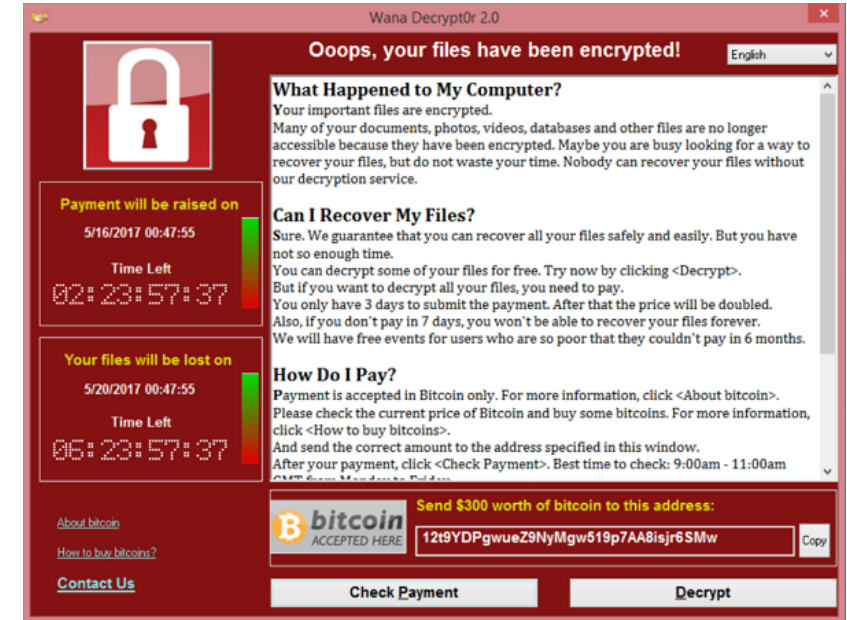 Wana Decrypt0r 2.0
Ooops, your files have been encrypted!
English
Payment will be raised on
5/16/2017 00:47:55
Time Left
02:23:57:37
Your files will be lost on
5/20/2017 00:47:55
Time Left
06:23:57:37
About bitcoin
How to buy bitcoins?
Contact Us
What Happened to My Computer?
Your important files are encrypted.
Many of your documents, photos, videos, databases and other files are no longer
accessible because they have been encrypted. Maybe you are busy looking for a way to
recover your files, but do not waste your time. Nobody can recover your files without
our decryption service.
Can I Recover My Files?
Sure. We guarantee that you can recover all your files safely and easily. But you have
not so enough time.
You can decrypt some of your files for free. Try now by clicking <Decrypt>.
But if you want to decrypt all your files, you need to pay.
You only have 3 days to submit the payment. After that the price will be doubled.
Also, if you don't pay in 7 days, you won't be able to recover your files forever.
We will have free events for users who are so poor that they couldn't pay in 6 months.
How Do I Pay?
Payment is accepted in Bitcoin only. For more information, click <About bitcoin>.
Please check the current price of Bitcoin and buy some bitcoins. For more information,
click <How to buy bitcoins>.
And send the correct amount to the address specified in this window.
After your payment, click <Check Payment>. Best time to check: 9:00am - 11:00am
GMT from Monday to Friday
bitcoin
ACCEPTED HERE
Send $300 worth of bitcoin to this address:
12t9YDPgwueZ9NyMgw519p7AA8isjr6SMw
Copy
Check Payment
Decrypt